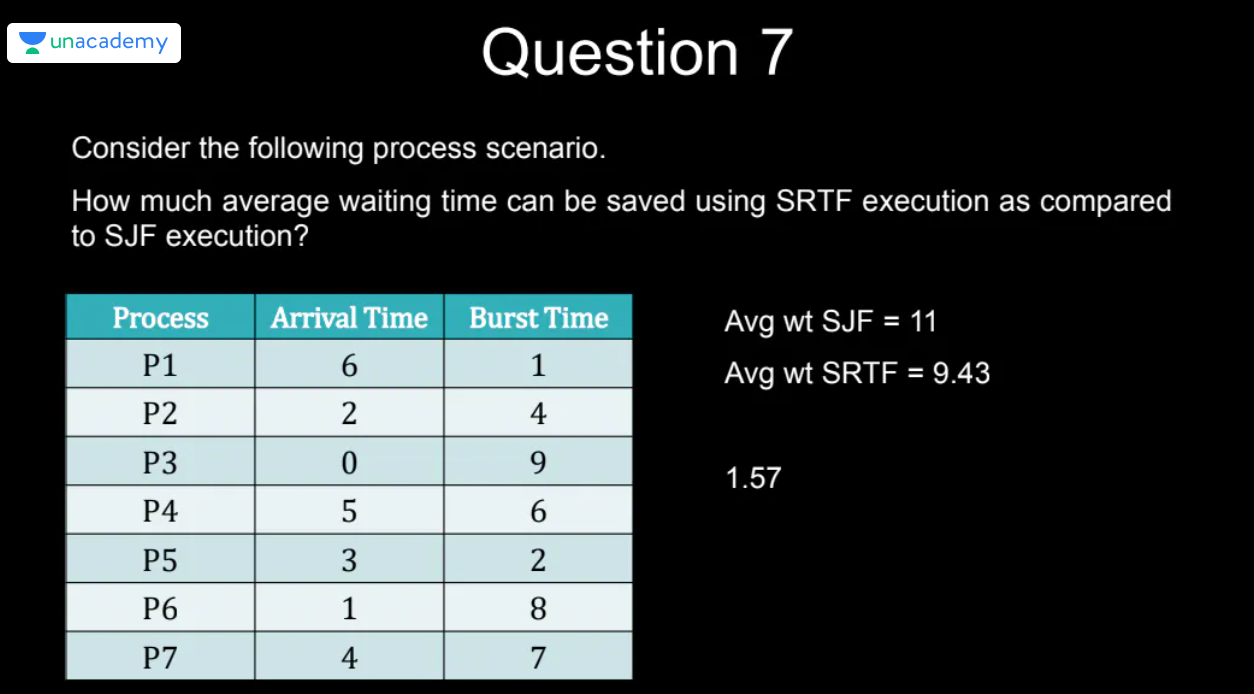 unacademy
Question 7
Consider the following process scenario.
How much average waiting time can be saved using SRTF execution as compared
to SJF execution?
Process Arrival Time Burst Time
P1 6 1
P2 2 4
P3 0 9
P4 5 6
P5 3 2
P6 1 8
P7 4 7
Avg wt SJF = 11
Avg wt SRTF = 9.43
1.57